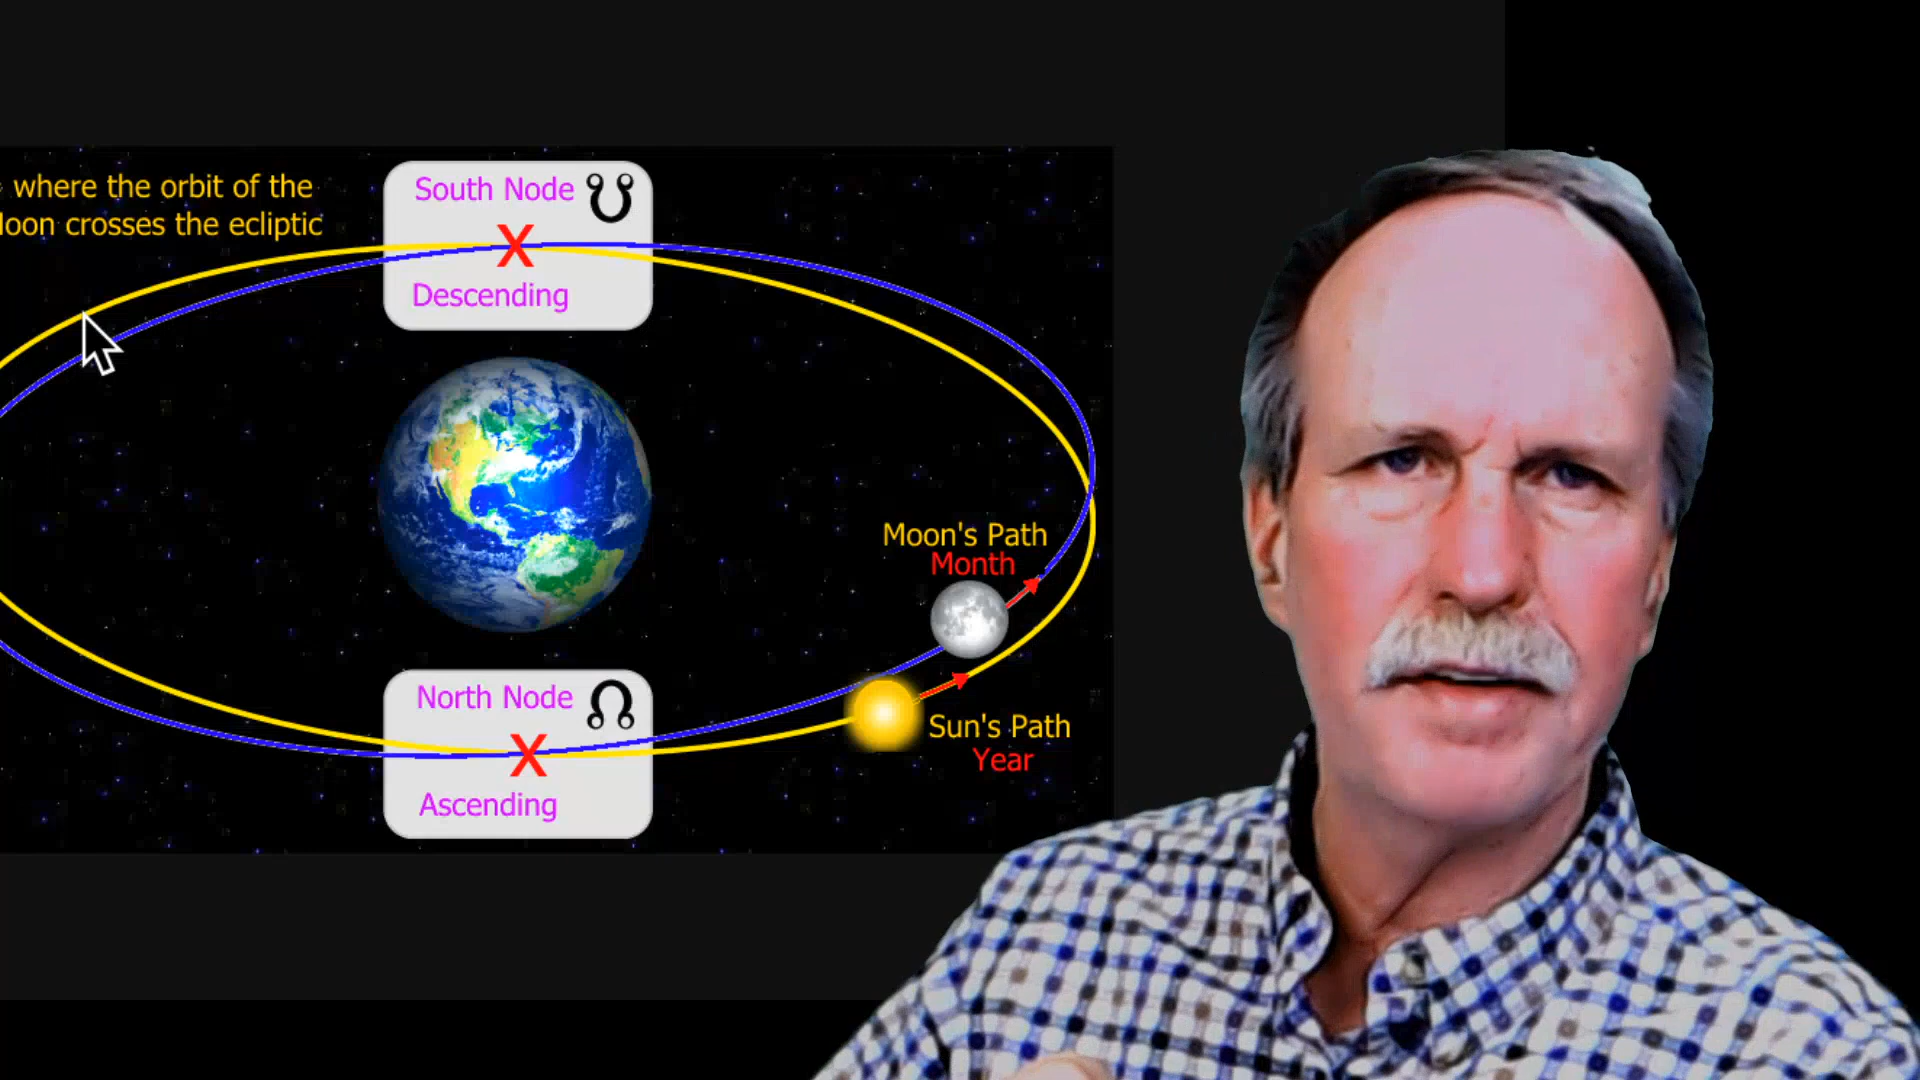 where the orbit of the
crosses the ecliptic
South Node ☋
X
Descending
Moon's Path
Month
North Node ☊
X
Ascending
Sun's Path
Year